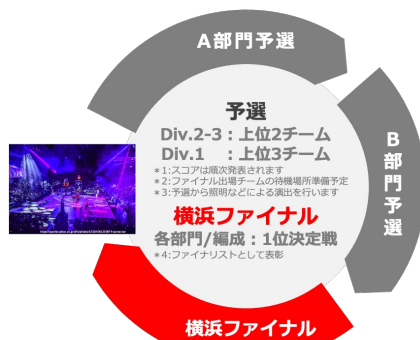 A部門予選
B部門予選
予選
Div.2-3：上位2チーム
Div.1　：上位3チーム
＊1:スコアは順次発表されます
＊2:ファイナル出場チームの待機場所準備予定
＊3:予選から照明などによる演出を行います
横浜ファイナル
各部門/編成：1位決定戦
＊4:ファイナリストとして表彰
横浜ファイナル